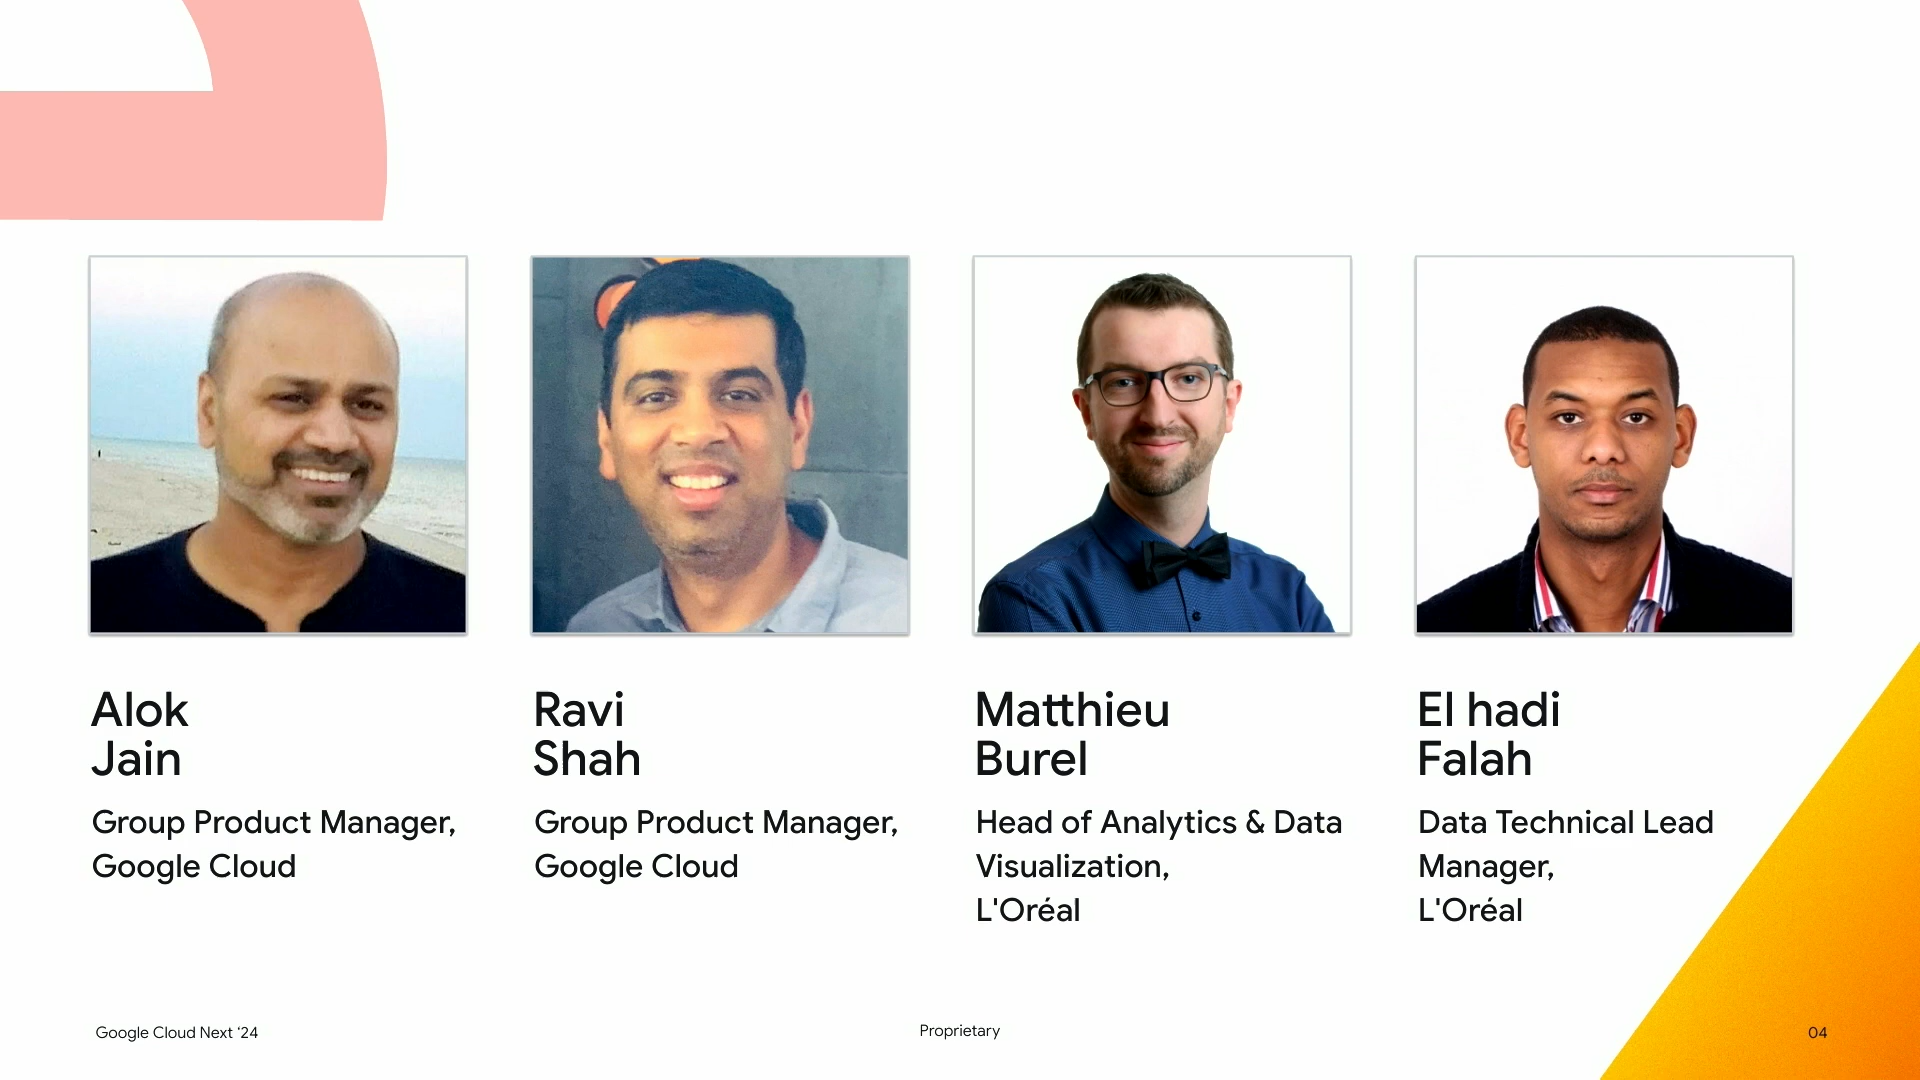 Alok
Jain
Group Product Manager,
Google Cloud
Ravi
Shah
Group Product Manager,
Google Cloud
Matthieu
Burel
Head of Analytics & Data
Visualization,
L'Oréal
El hadi
Falah
Data Technical Lead
Manager,
L'Oréal
Google Cloud Next ‘24
Proprietary
04